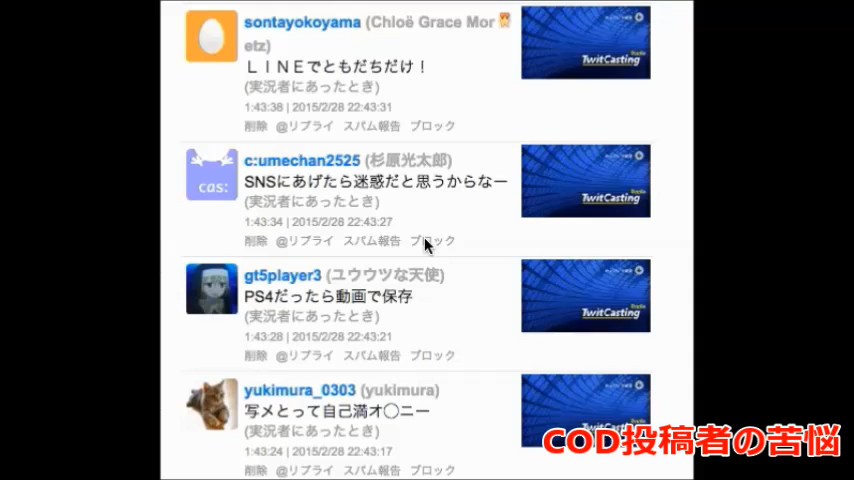 sontayokoyama (Chloë Grace Mor
etz)
ＬＩＮＥでともだちだけ！
(実況者にあったとき)
1:43:38 | 2015/2/28 22:43:31
削除 @リプライ スパム報告 ブロック
TwitCasting
c:umechan2525 (杉原光太郎)
cas:
SNSにあげたら迷惑だと思うからなー
(実況者にあったとき)
1:43:34 | 2015/2/28 22:43:27
削除 @リプライ スパム報告 ブロック
TwitCasting
gt5player3 (ユウウツな天使)
PS4だったら動画で保存
(実況者にあったとき)
1:43:28 | 2015/2/28 22:43:21
削除 @リプライ スパム報告 ブロック
TwitCasting
yukimura_0303 (yukimura)
写メとって自己満オ◯ニー
(実況者にあったとき)
1:43:24 | 2015/2/28 22:43:17
削除 @リプライ スパム報告 ブロック
COD投稿者の苦悩